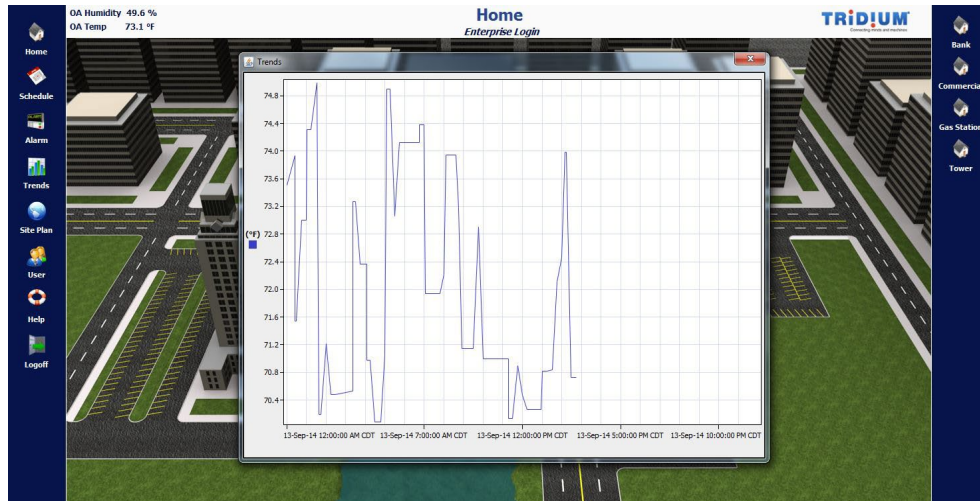 OA Humidity 49.6 %
OA Temp 73.1 °F
Home
Enterprise Login
TRiDiUM
Connecting minds and machines
Home
Schedule
Alarm
Trends
Site Plan
User
Help
Logoff
Bank
Commercial
Gas Station
Tower
Trends
x
74.8
74.4
74.0
73.6
73.2
72.8
(°F)
72.4
72.0
71.6
71.2
70.8
70.4
13-Sep-14 12:00:00 AM CDT 13-Sep-14 7:00:00 AM CDT 13-Sep-14 12:00:00 PM CDT 13-Sep-14 5:00:00 PM CDT 13-Sep-14 10:00:00 PM CDT